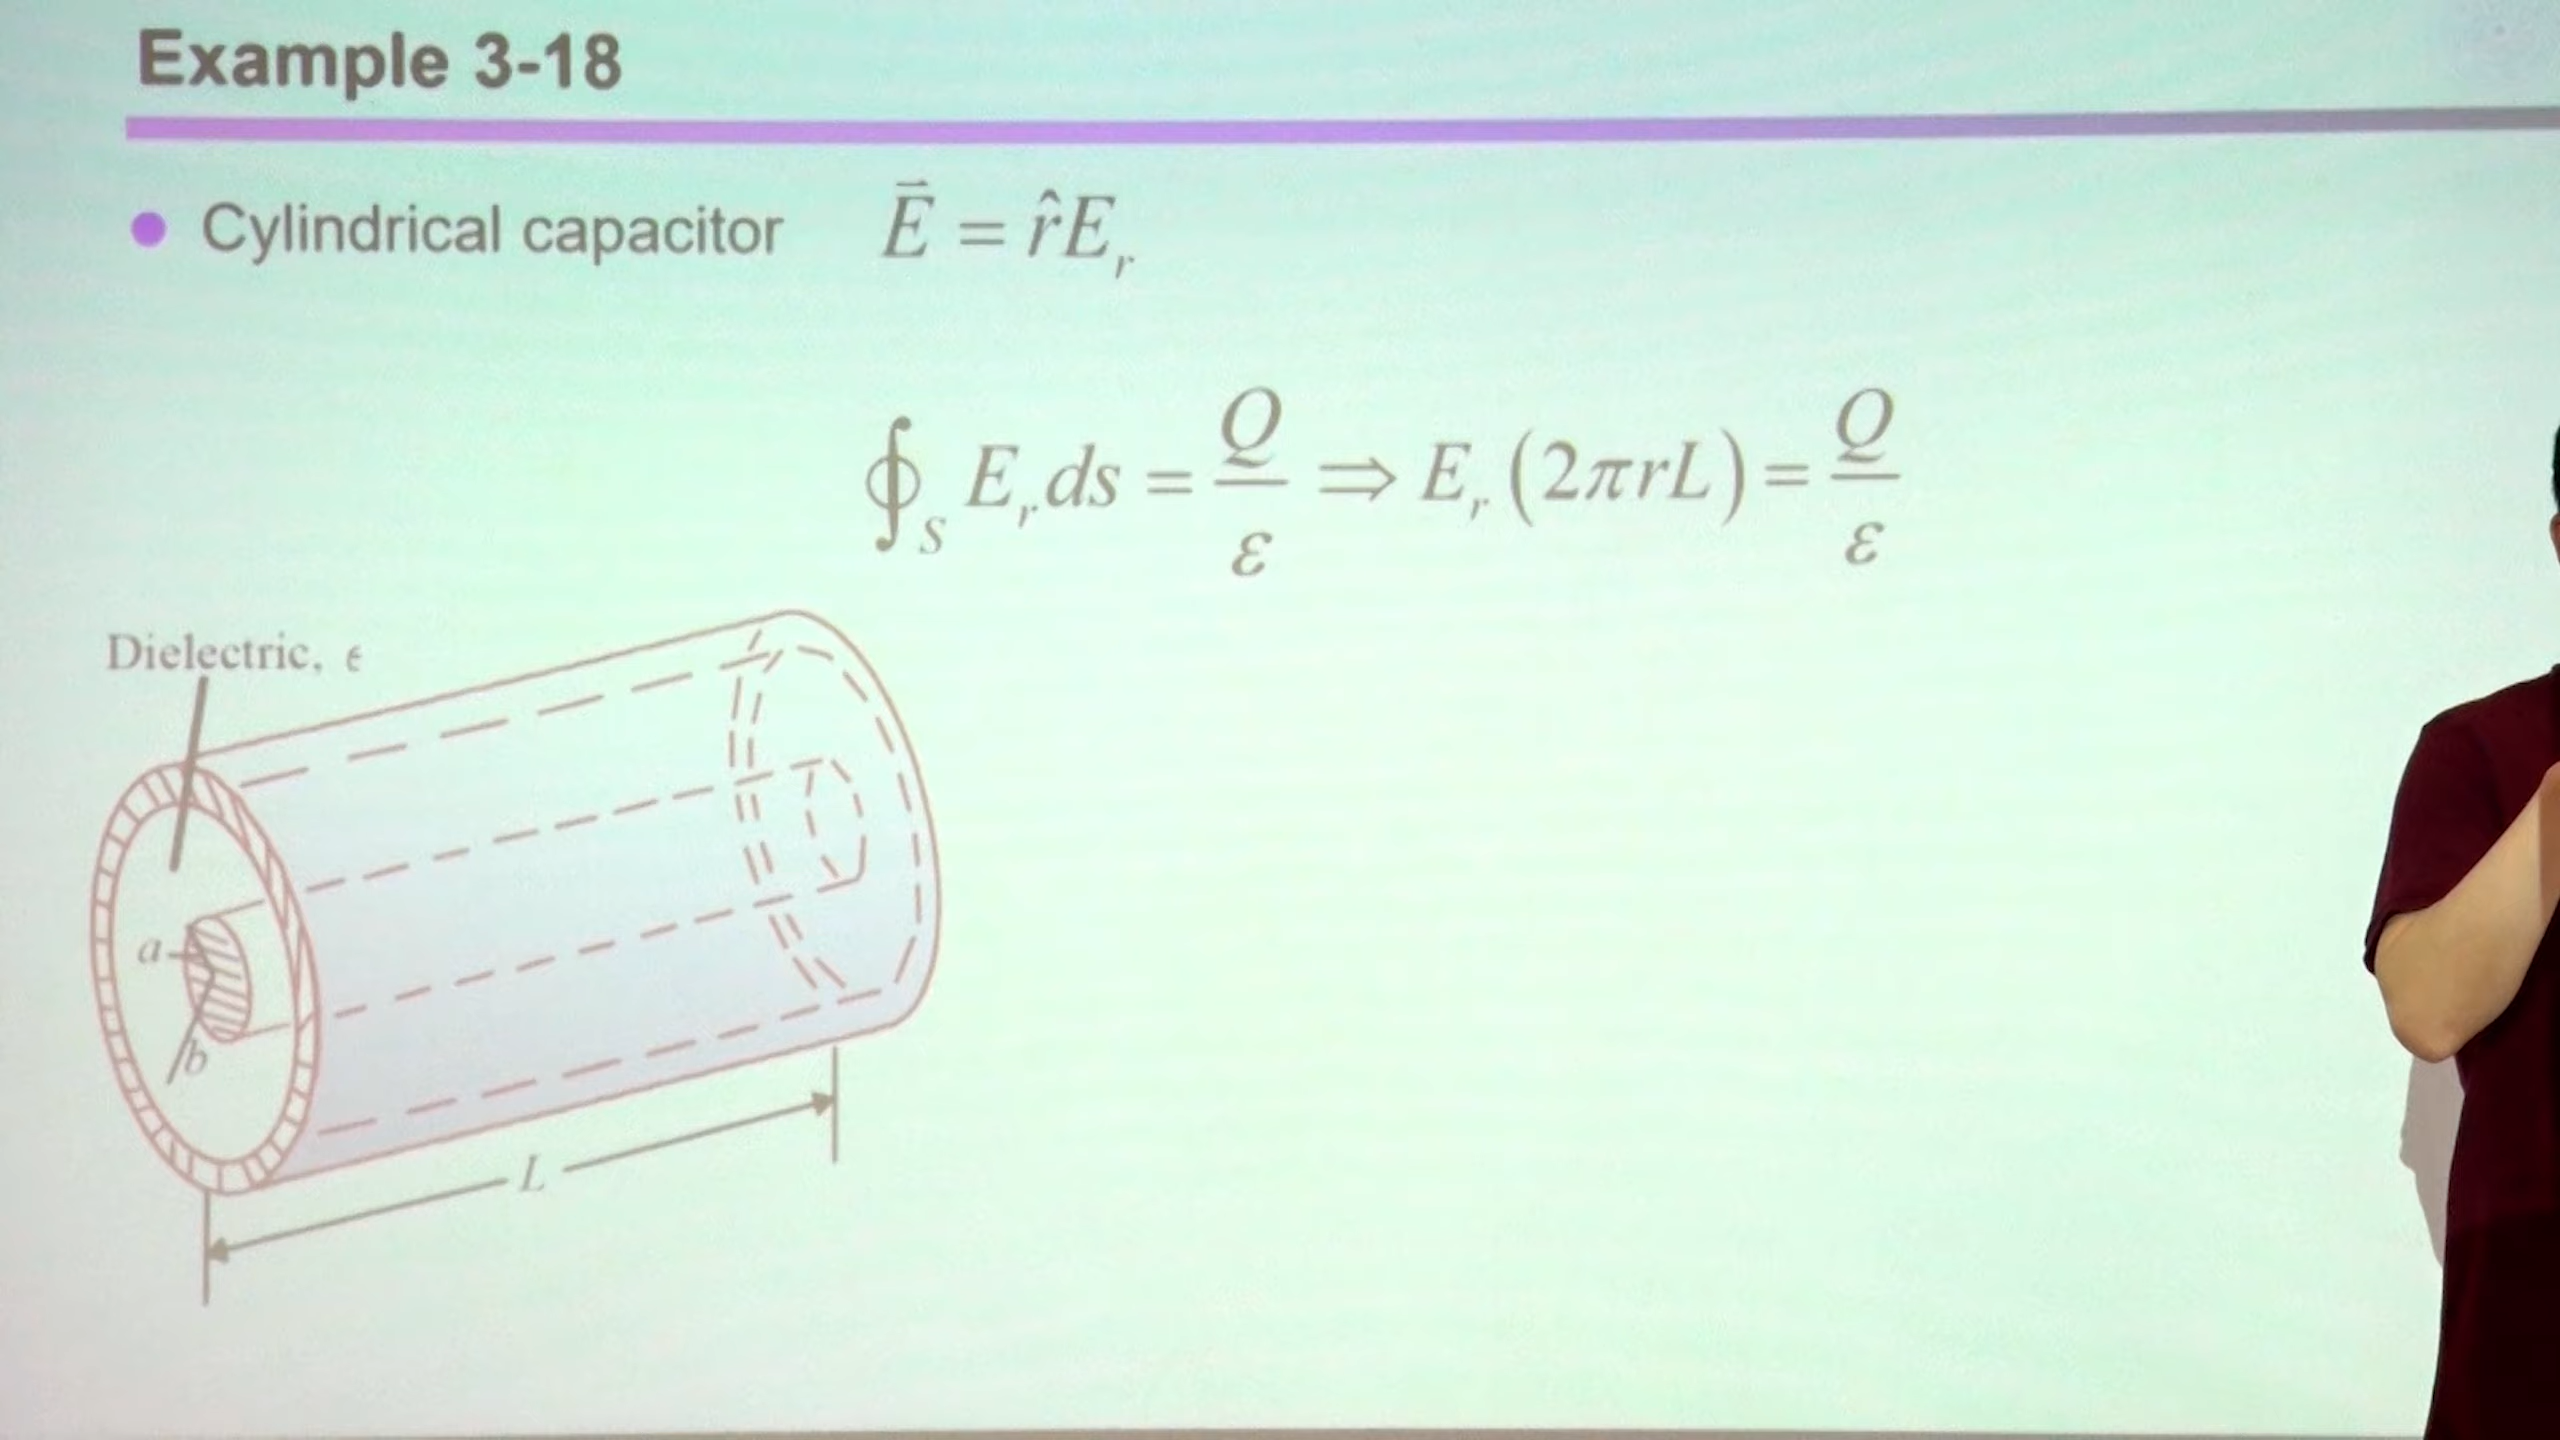 Example 3-18
Cylindrical capacitor E⃗ = r̂E_r
∮_S E_r ds = Q/ε ⇒ E_r (2πrL) = Q/ε
Dielectric, ϵ
a
b
L